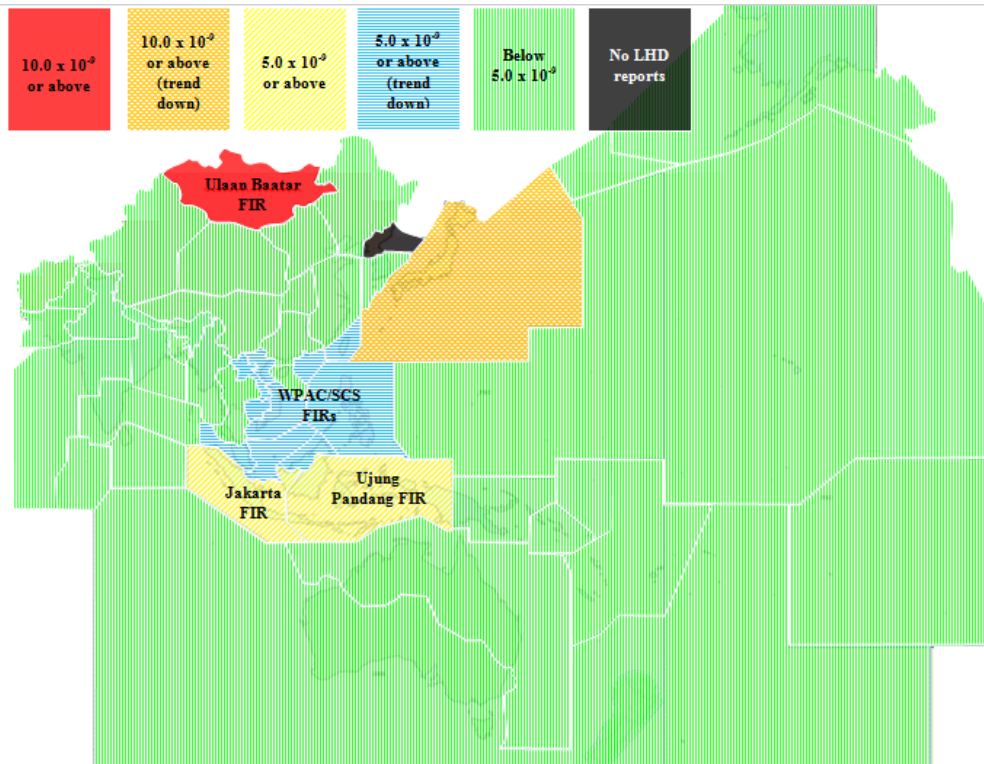 10.0 x 10⁻⁹
or above
10.0 x 10⁻⁹
or above
(trend
down)
5.0 x 10⁻⁹
or above
5.0 x 10⁻⁹
or above
(trend
down)
Below
5.0 x 10⁻⁹
No LHD
reports
Ulaan Baatar
FIR
WPAC/SCS
FIRs
Jakarta
FIR
Ujung
Pandang FIR